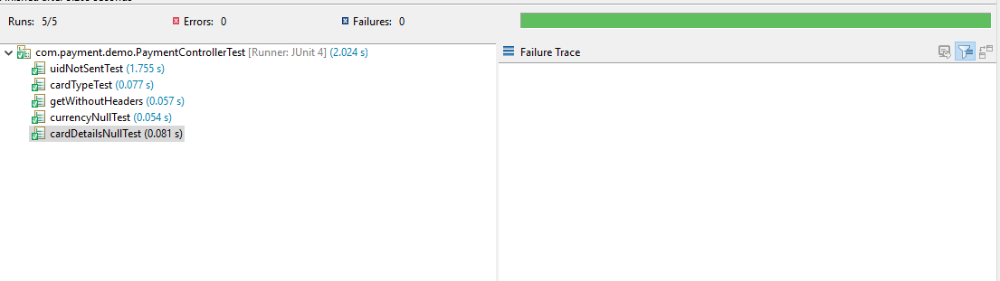 Runs: 5/5 Errors: 0 Failures: 0
com.payment.demo.PaymentControllerTest [Runner: JUnit 4] (2.024 s)
Failure Trace
uidNotSentTest (1.755 s)
cardTypeTest (0.077 s)
getWithoutHeaders (0.057 s)
currencyNullTest (0.054 s)
cardDetailsNullTest (0.081 s)